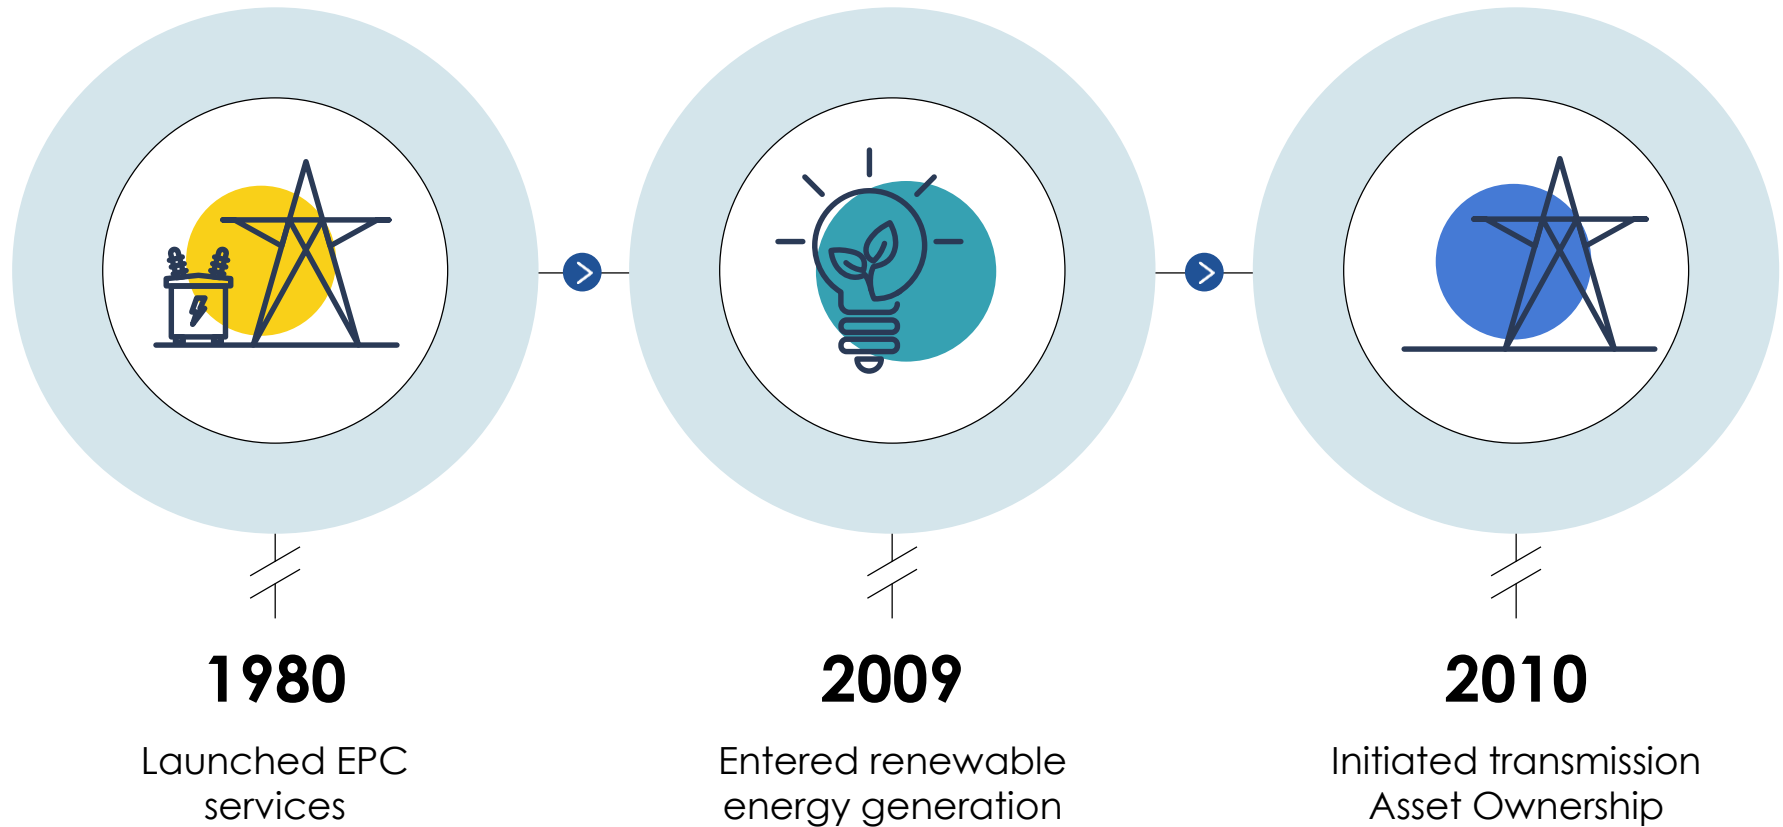 1980
Launched EPC
services
2009
Entered renewable
energy generation
2010
Initiated transmission
Asset Ownership